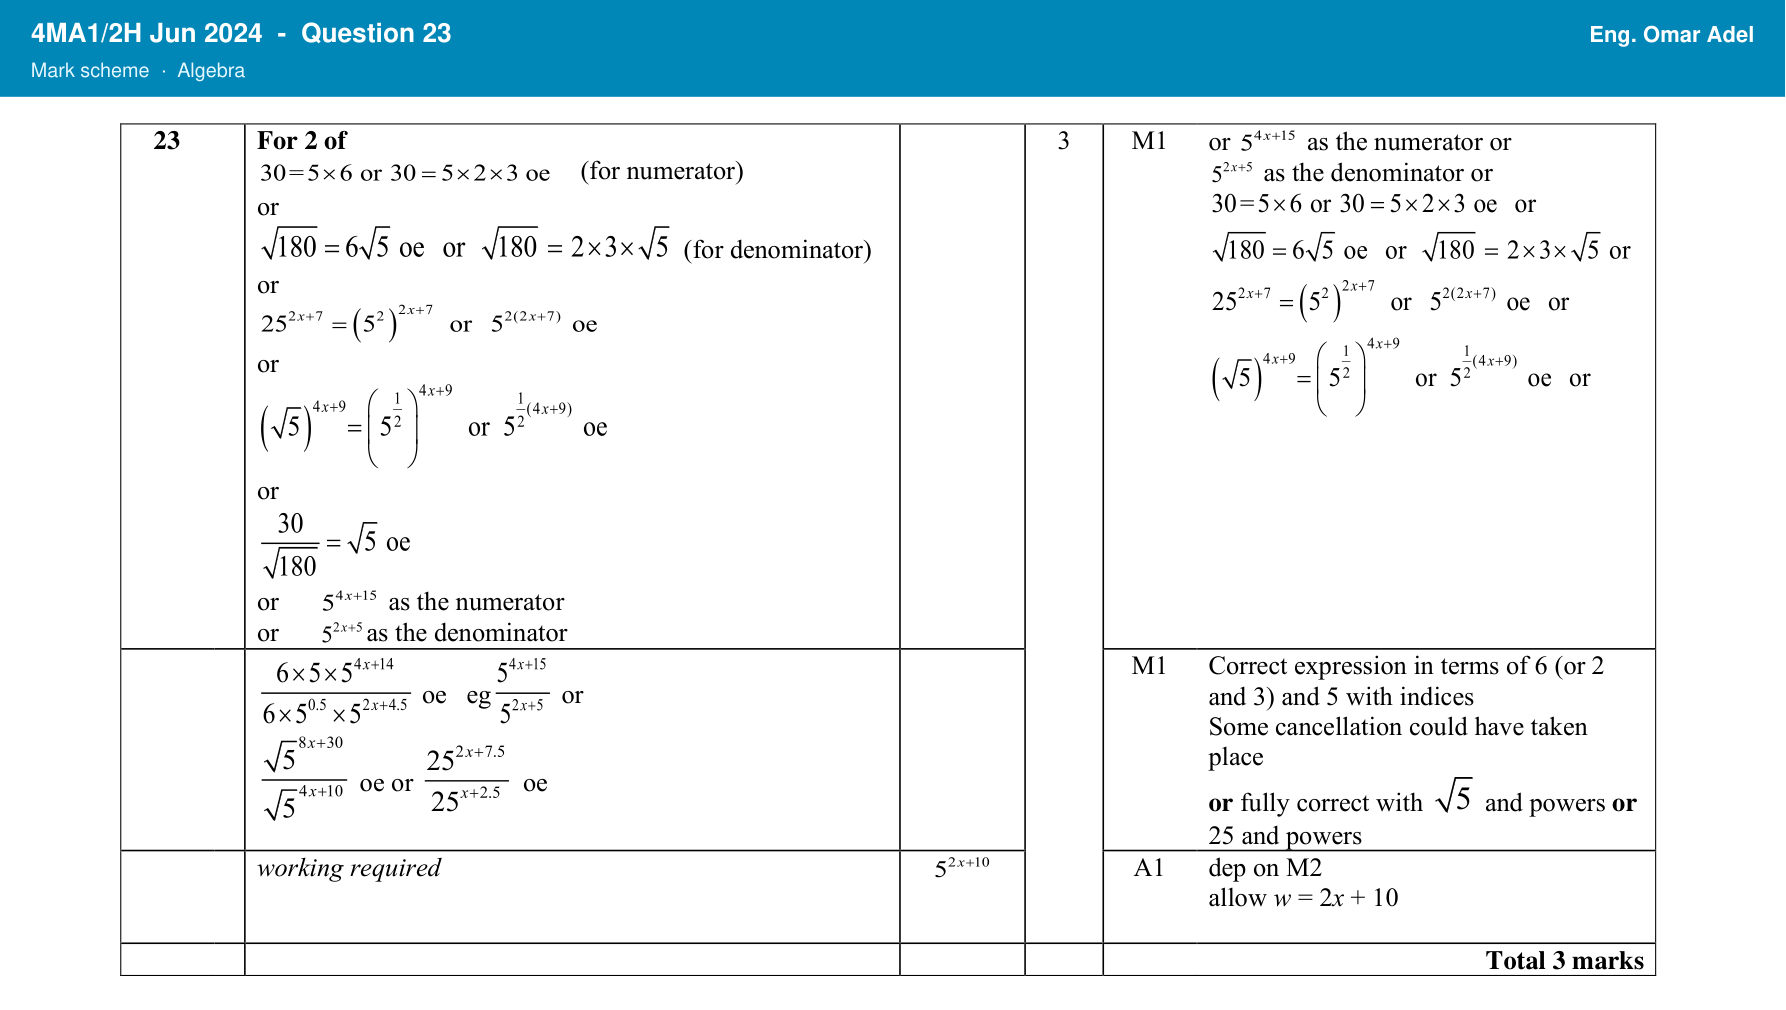 4MA1/2H Jun 2024 - Question 23
Eng. Omar Adel
Mark scheme · Algebra
23
For 2 of
30=5×6 or 30=5×2×3 oe (for numerator)
or
√180 = 6√5 oe or √180 = 2×3×√5 (for denominator)
or
25^(2x+7) = (5^2)^(2x+7) or 5^(2(2x+7)) oe
or
(√5)^(4x+9) = (5^(1/2))^(4x+9) or 5^(1/2(4x+9)) oe
or
30/√180 = √5 oe
or 5^(4x+15) as the numerator
or 5^(2x+5) as the denominator
3
M1
or 5^(4x+15) as the numerator or
5^(2x+5) as the denominator or
30=5×6 or 30=5×2×3 oe or
√180 = 6√5 oe or √180 = 2×3×√5 or
25^(2x+7) = (5^2)^(2x+7) or 5^(2(2x+7)) oe or
(√5)^(4x+9) = (5^(1/2))^(4x+9) or 5^(1/2(4x+9)) oe or
(6×5×5^(4x+14))/(6×5^0.5×5^(2x+4.5)) oe eg 5^(4x+15)/5^(2x+5) or
√5^(8x+30)/√5^(4x+10) oe or 25^(2x+7.5)/25^(x+2.5) oe
M1
Correct expression in terms of 6 (or 2
and 3) and 5 with indices
Some cancellation could have taken
place
or fully correct with √5 and powers or
25 and powers
working required
5^(2x+10)
A1
dep on M2
allow w = 2x + 10
Total 3 marks